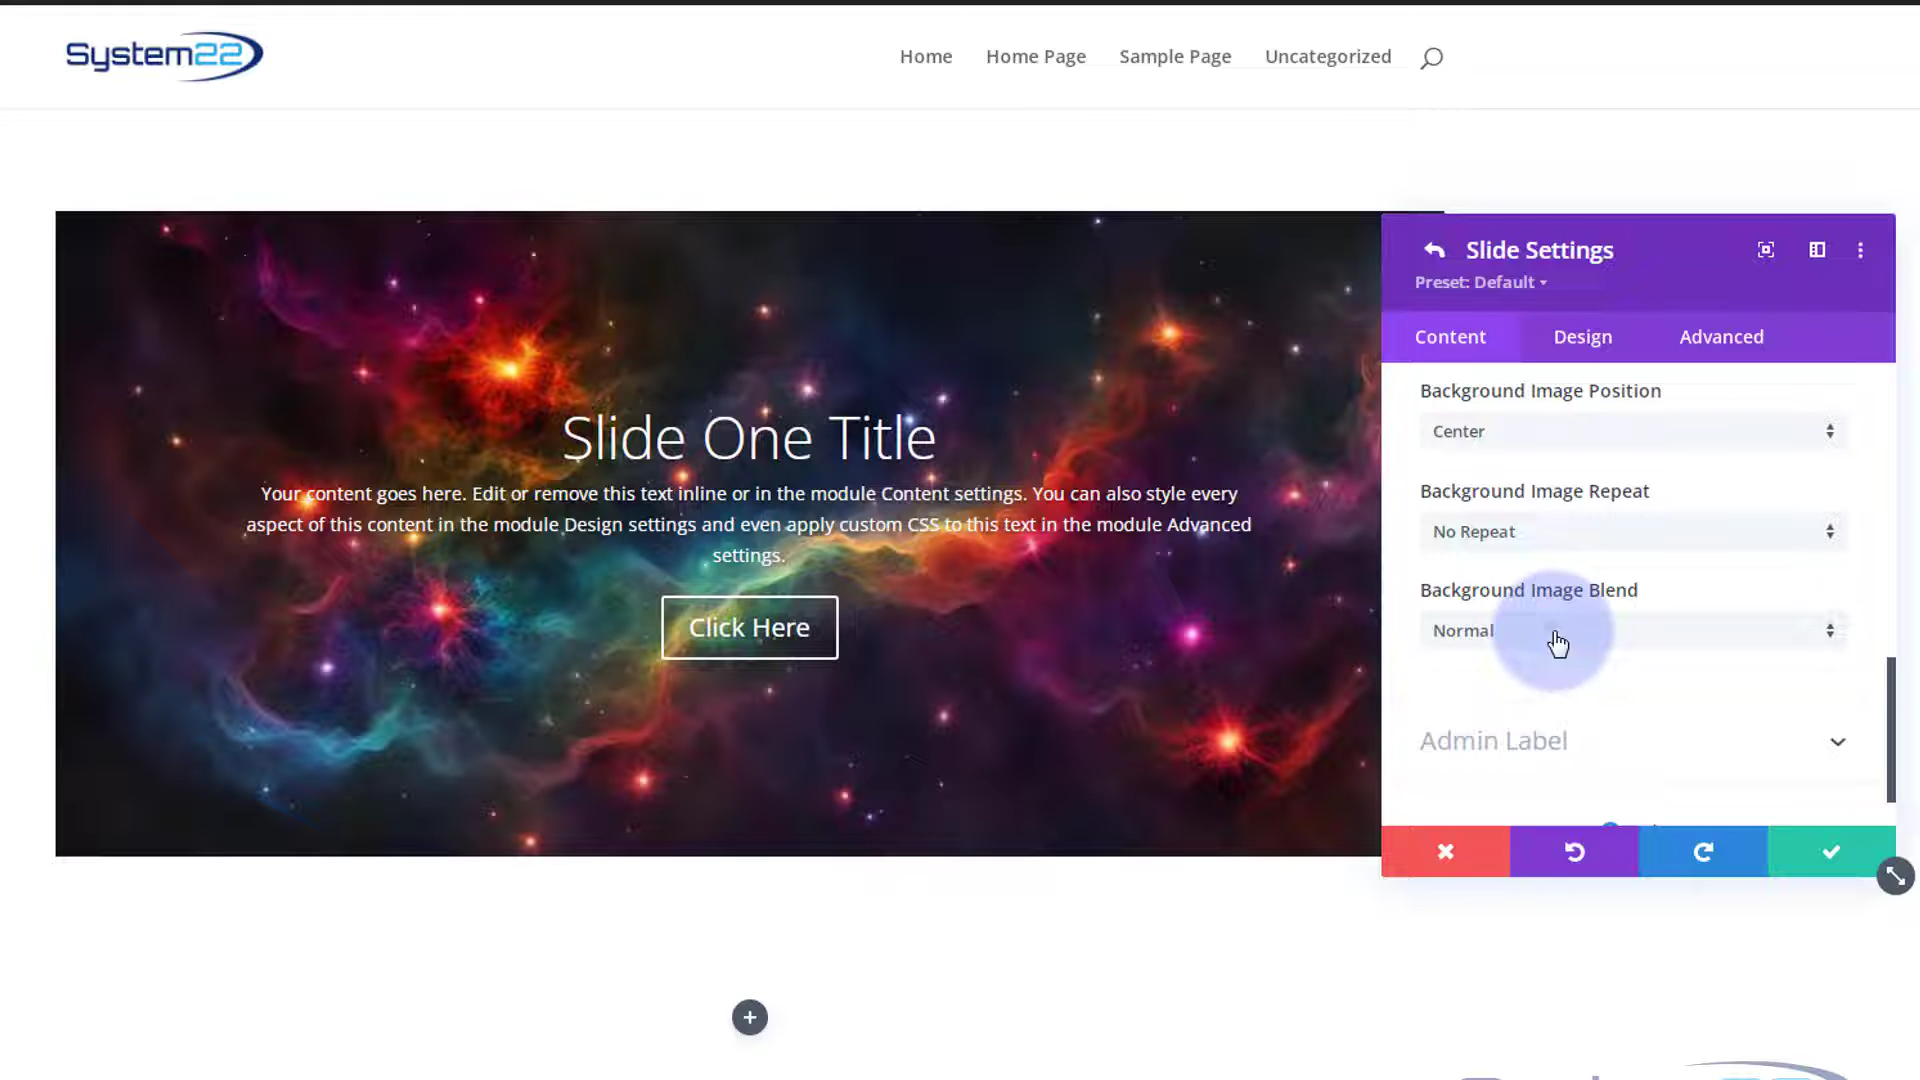 System22
Home
Home Page
Sample Page
Uncategorized
Slide Settings
Preset: Default
Content
Design
Advanced
Background Image Position
Center
Background Image Repeat
No Repeat
Background Image Blend
Normal
Admin Label
Slide One Title
Your content goes here. Edit or remove this text inline or in the module Content settings. You can also style every
aspect of this content in the module Design settings and even apply custom CSS to this text in the module Advanced
settings.
Click Here